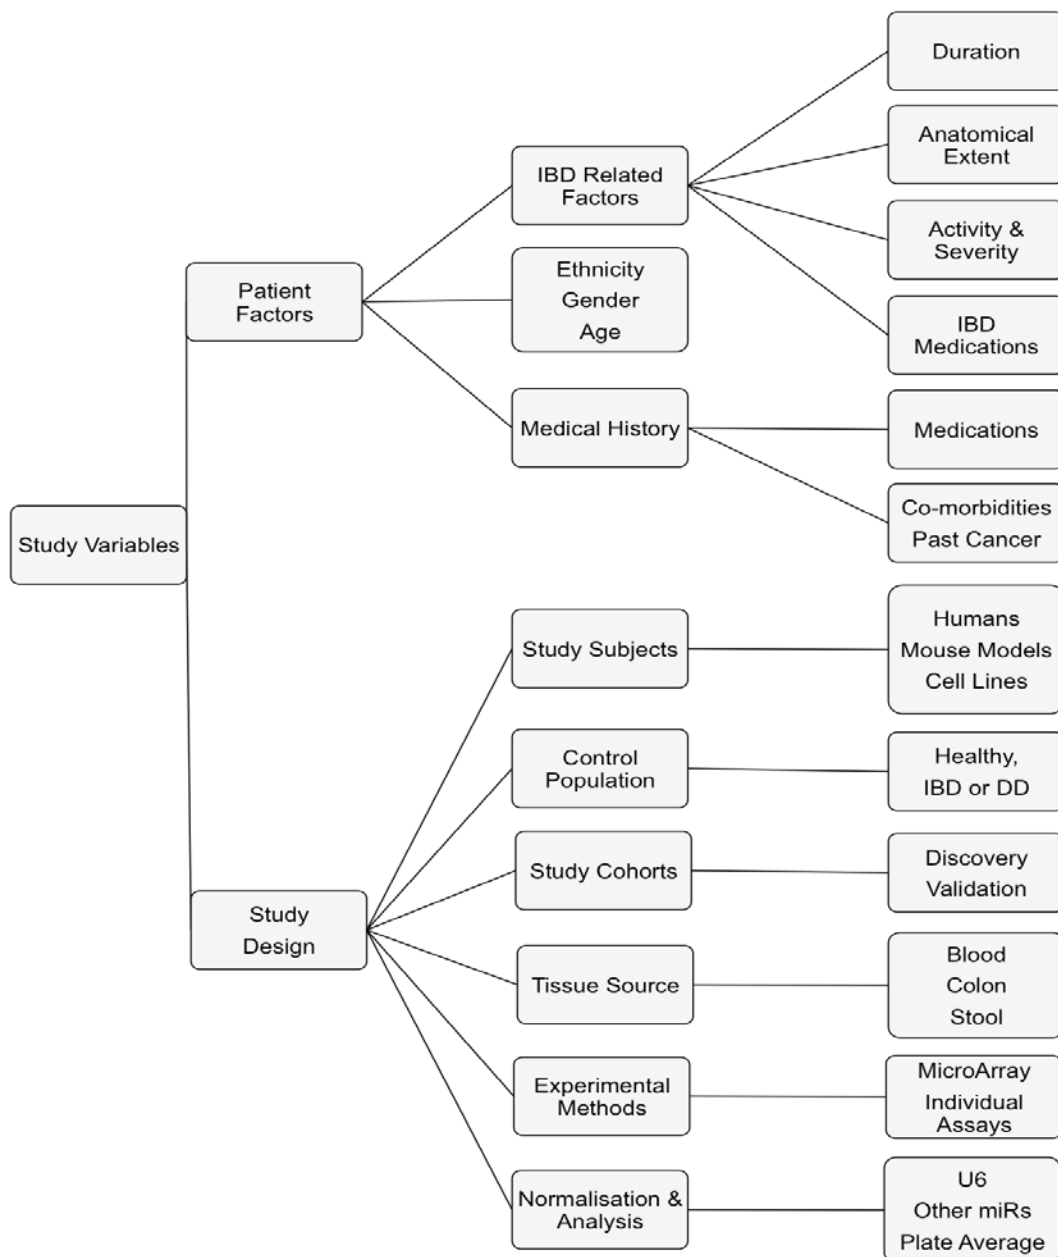 Study Variables
Patient
Factors
IBD Related
Factors
Duration
Anatomical
Extent
Activity &
Severity
IBD
Medications
Ethnicity
Gender
Age
Medical History
Medications
Co-morbidities
Past Cancer
Study
Design
Study Subjects
Humans
Mouse Models
Cell Lines
Control
Population
Healthy,
IBD or DD
Study Cohorts
Discovery
Validation
Tissue Source
Blood
Colon
Stool
Experimental
Methods
MicroArray
Individual
Assays
Normalisation &
Analysis
U6
Other miRs
Plate Average